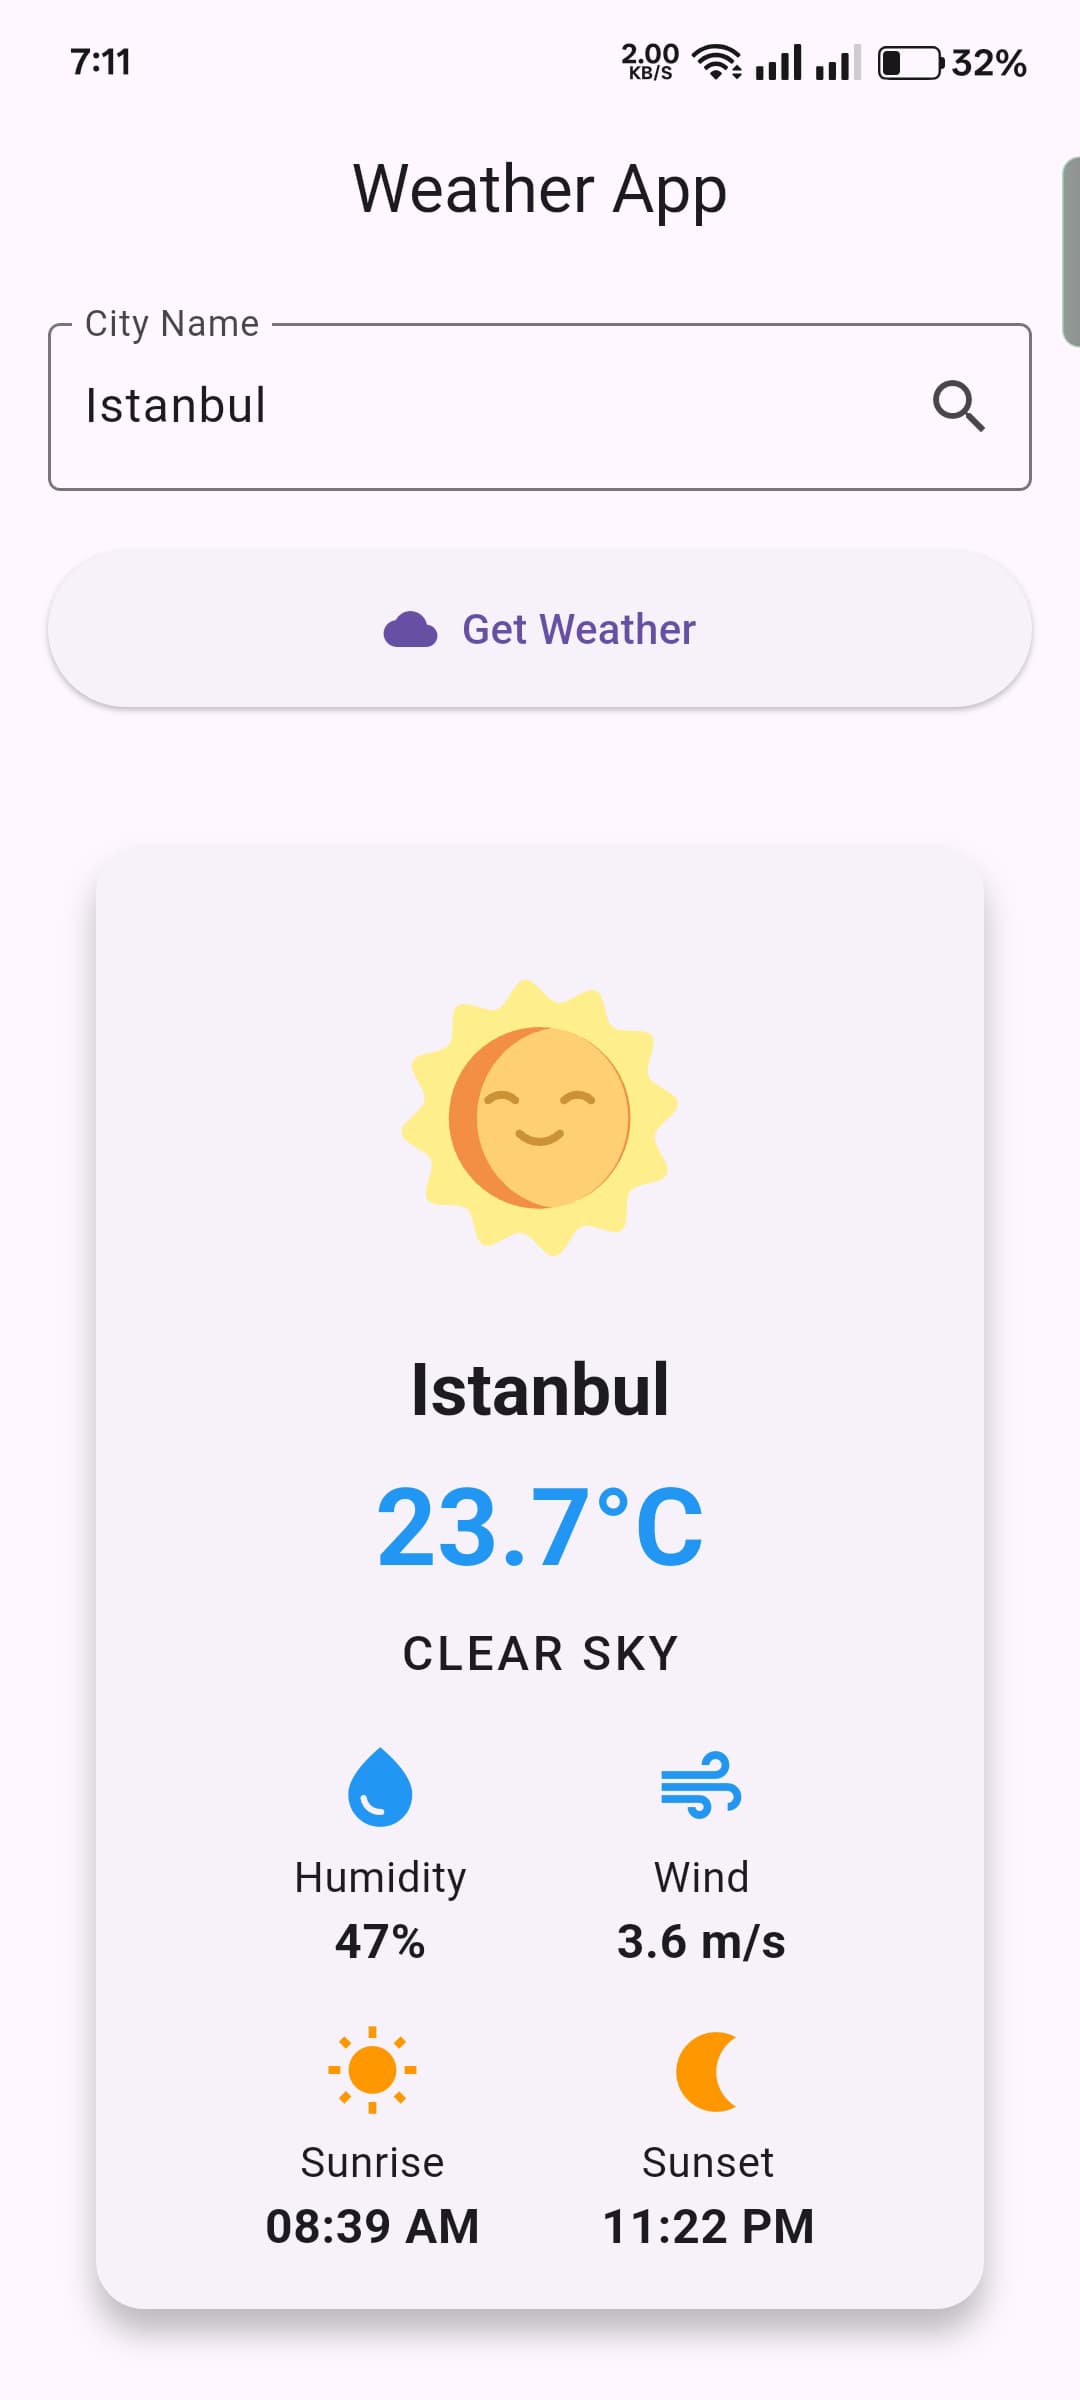 7:11
2.00
KB/S
32%
Weather App
City Name
Istanbul
Get Weather
Istanbul
23.7°C
CLEAR SKY
Humidity
Wind
47%
3.6 m/s
Sunrise
Sunset
08:39 AM
11:22 PM